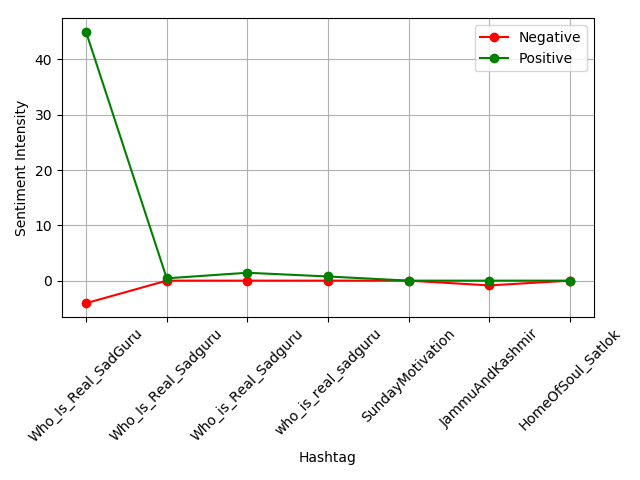 Negative
Positive
Sentiment Intensity
40
30
20
10
0
Who_Is_Real_SadGuru
Who_Is_Real_Sadguru
Who_is_Real_Sadguru
who_is_real_sadguru
SundayMotivation
JammuAndKashmir
HomeOfSoul_Satlok
Hashtag